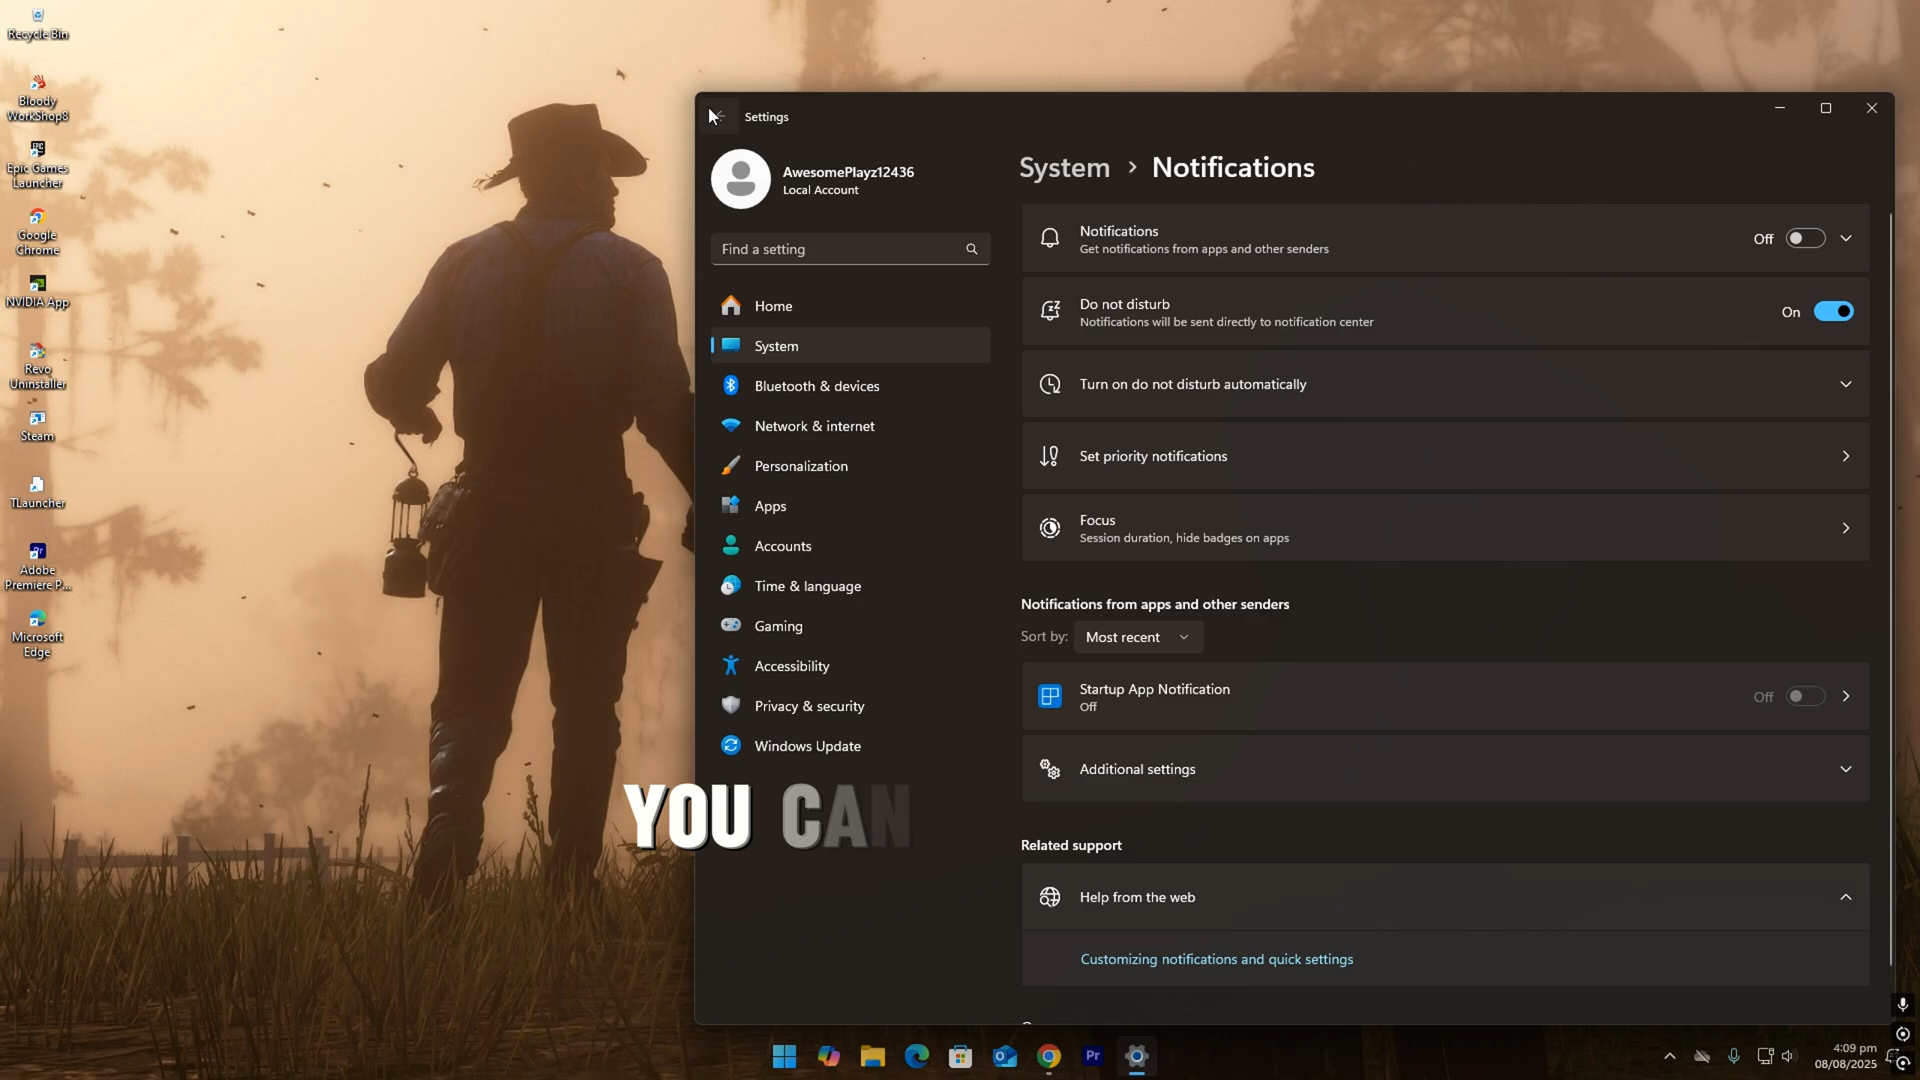 Recycle Bin
Bloody
WorkShop8
Epic Games
Launcher
Google
Chrome
NVIDIA App
Revo
Uninstaller
Steam
TLauncher
Adobe
Premiere P...
Microsoft
Edge
Settings
AwesomePlayz12436
Local Account
Find a setting
Home
System
Bluetooth & devices
Network & internet
Personalization
Apps
Accounts
Time & language
Gaming
Accessibility
Privacy & security
Windows Update
YOU CAN
System > Notifications
Notifications
Get notifications from apps and other senders
Off
Do not disturb
Notifications will be sent directly to notification center
On
Turn on do not disturb automatically
Set priority notifications
Focus
Session duration, hide badges on apps
Notifications from apps and other senders
Sort by: Most recent
Startup App Notification
Off
Off
Additional settings
Related support
Help from the web
Customizing notifications and quick settings
Pr
4:09 pm
08/08/2025